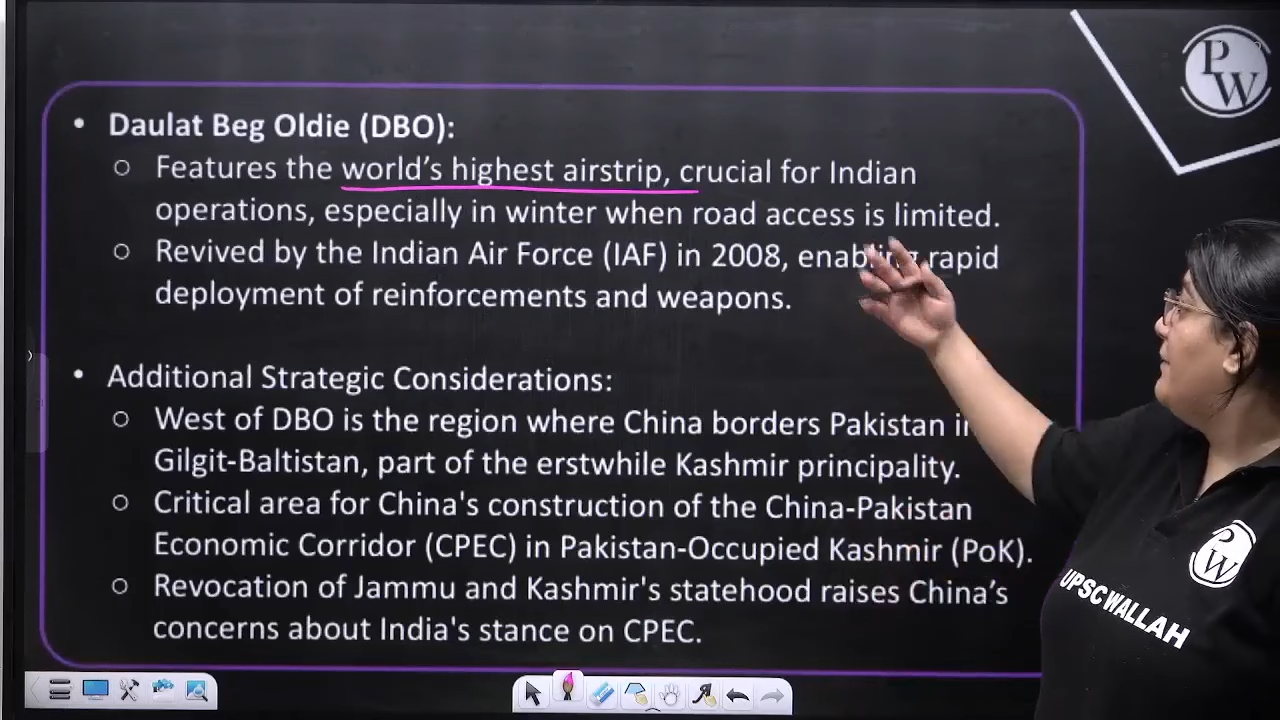 PW
• Daulat Beg Oldie (DBO):
○ Features the world's highest airstrip, crucial for Indian
operations, especially in winter when road access is limited.
○ Revived by the Indian Air Force (IAF) in 2008, enabling rapid
deployment of reinforcements and weapons.
• Additional Strategic Considerations:
○ West of DBO is the region where China borders Pakistan in
Gilgit-Baltistan, part of the erstwhile Kashmir principality.
○ Critical area for China's construction of the China-Pakistan
Economic Corridor (CPEC) in Pakistan-Occupied Kashmir (PoK).
○ Revocation of Jammu and Kashmir's statehood raises China's
concerns about India's stance on CPEC.
PW
UPSC WALLAH